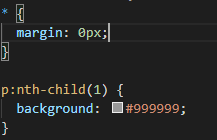 * {
margin: 0px;
}
p:nth-child(1) {
background: #999999;
}